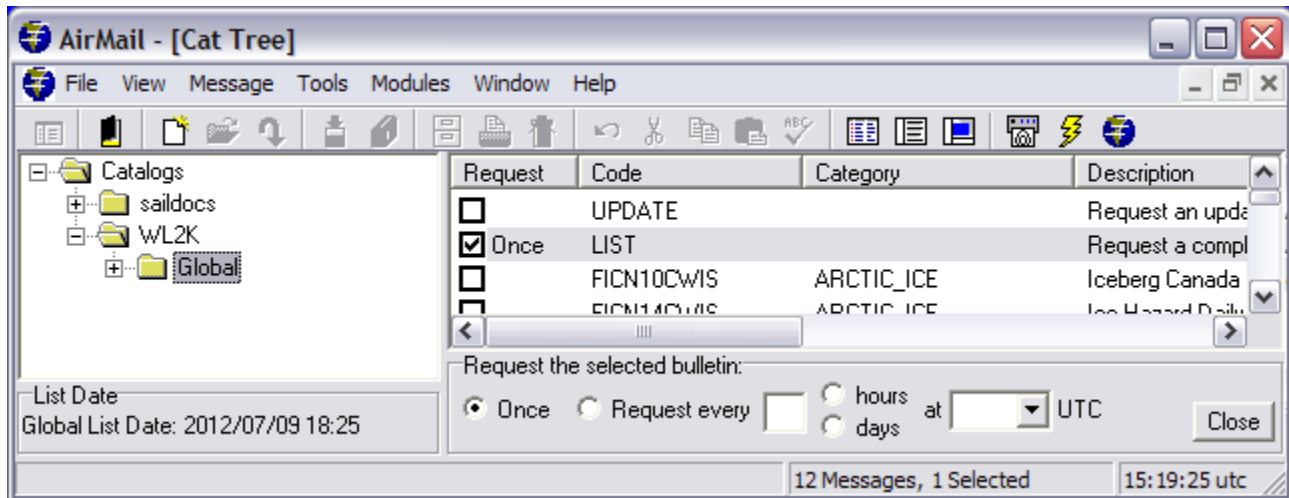 AirMail - [Cat Tree]
File View Message Tools Modules Window Help
ABC
Catalogs
saildocs
WL2K
Global
List Date
Global List Date: 2012/07/09 18:25
Request Code Category Description
UPDATE Request an upda
Once LIST Request a compl
FICN10CWIS ARCTIC_ICE Iceberg Canada
Request the selected bulletin:
Once Request every hours days at UTC
Close
12 Messages, 1 Selected 15:19:25 utc